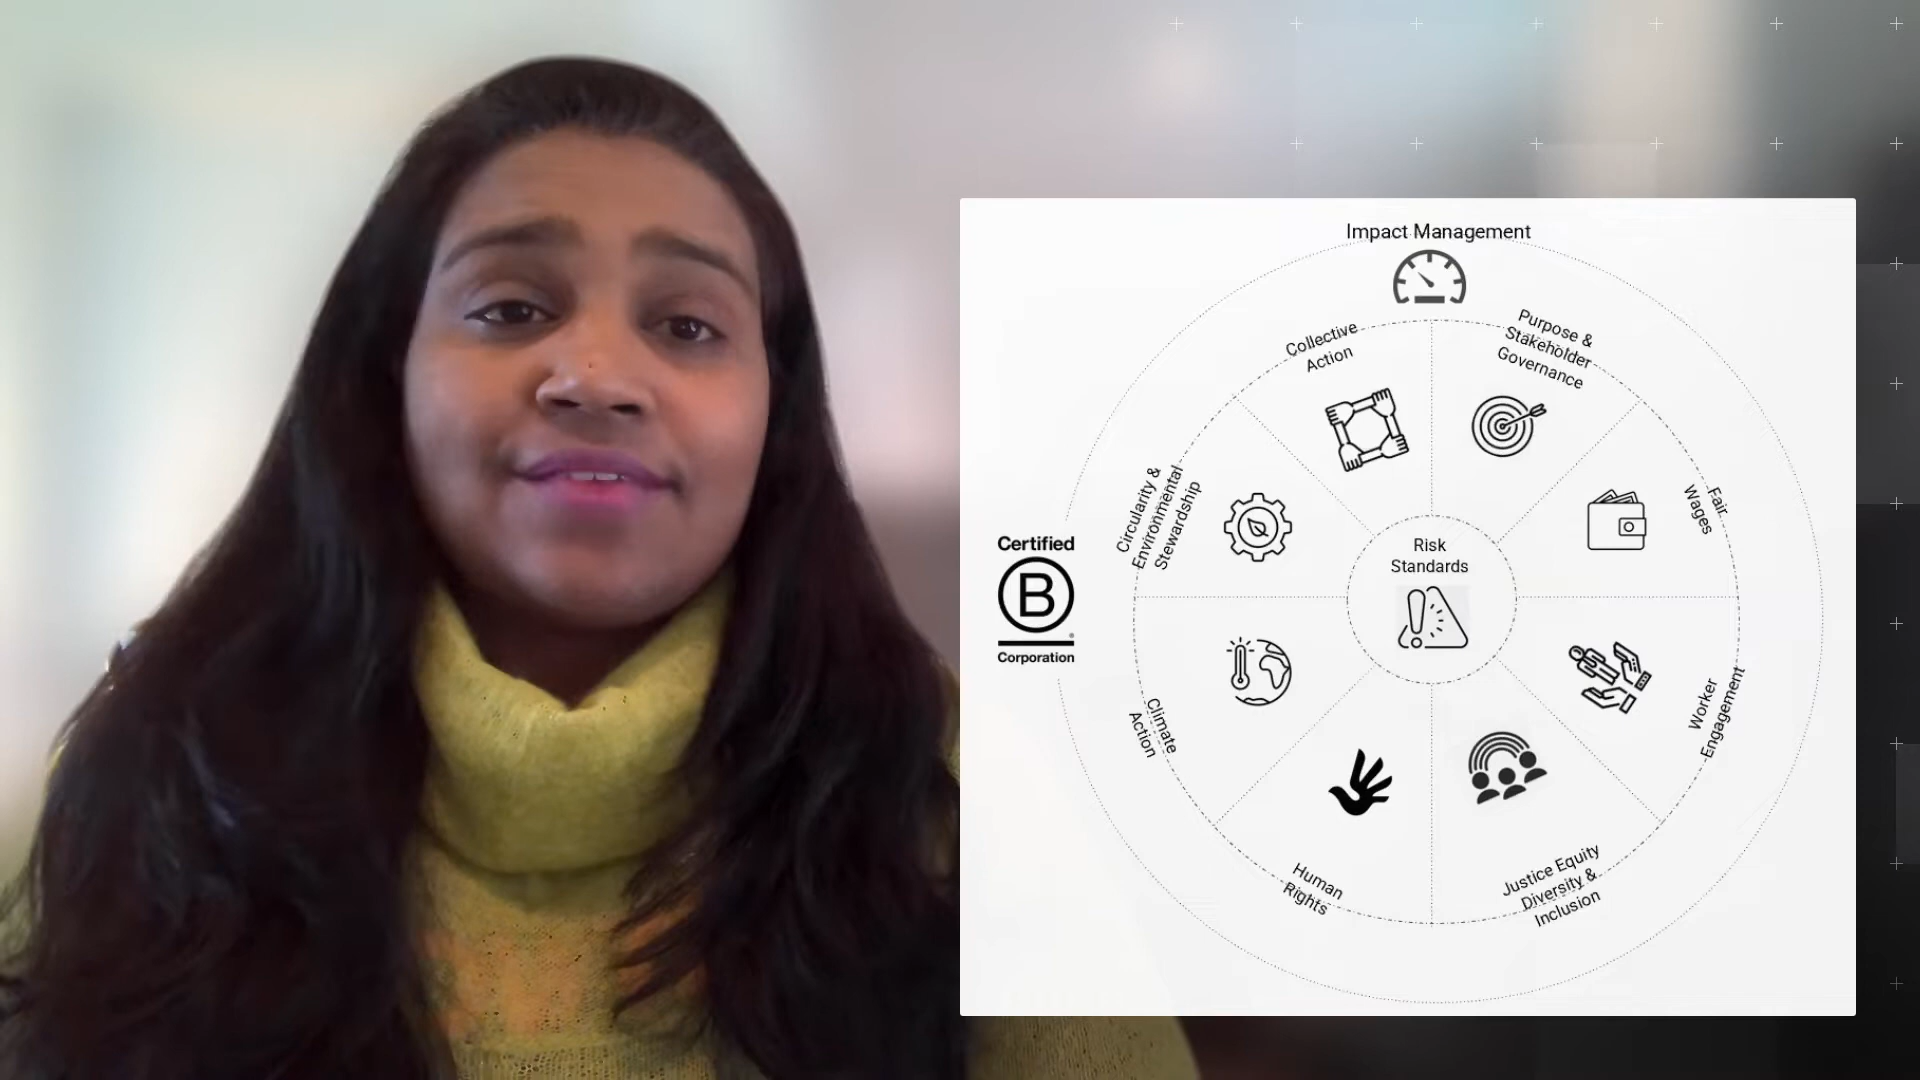 Impact Management
Collective
Action
Purpose &
Stakeholder
Governance
Fair
Wages
Circularity &
Environmental
Stewardship
Risk
Standards
Certified
B
®
Corporation
Worker
Engagement
Climate
Action
Human
Rights
Justice Equity
Diversity &
Inclusion